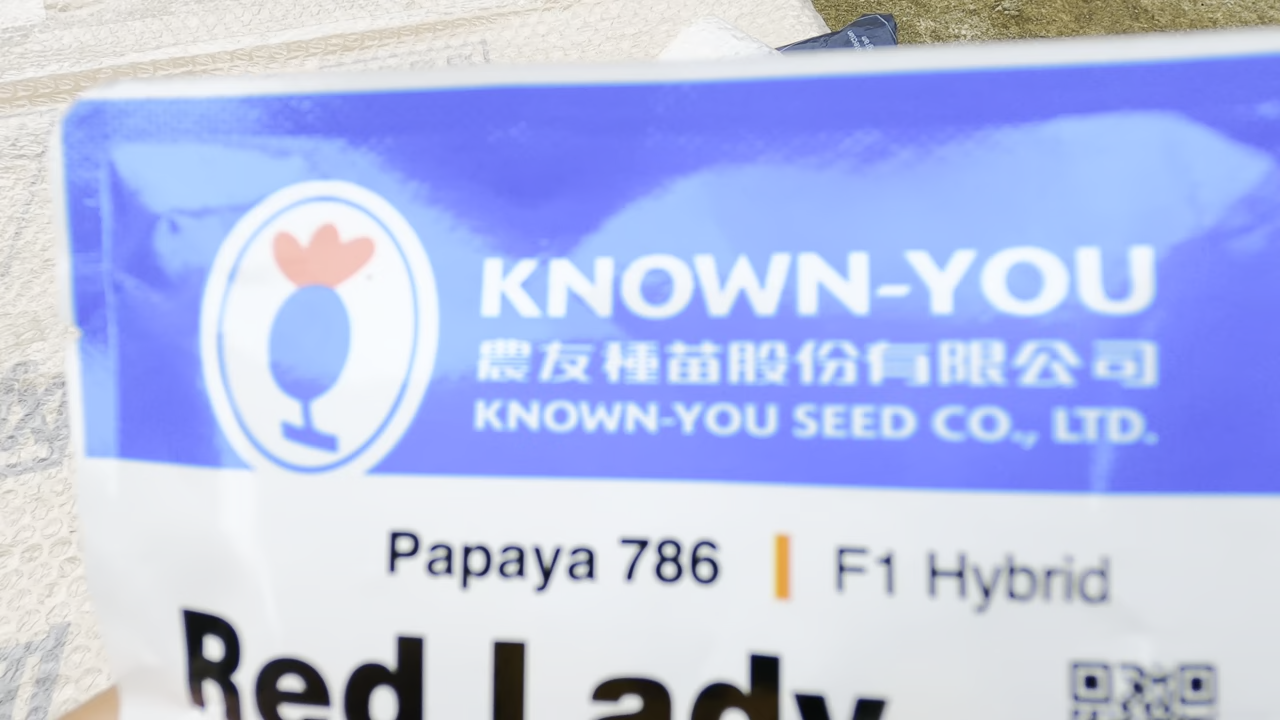 KNOWN-YOU
農友種苗股份有限公司
KNOWN-YOU SEED CO., LTD.
Papaya 786 | F1 Hybrid
Red Lady